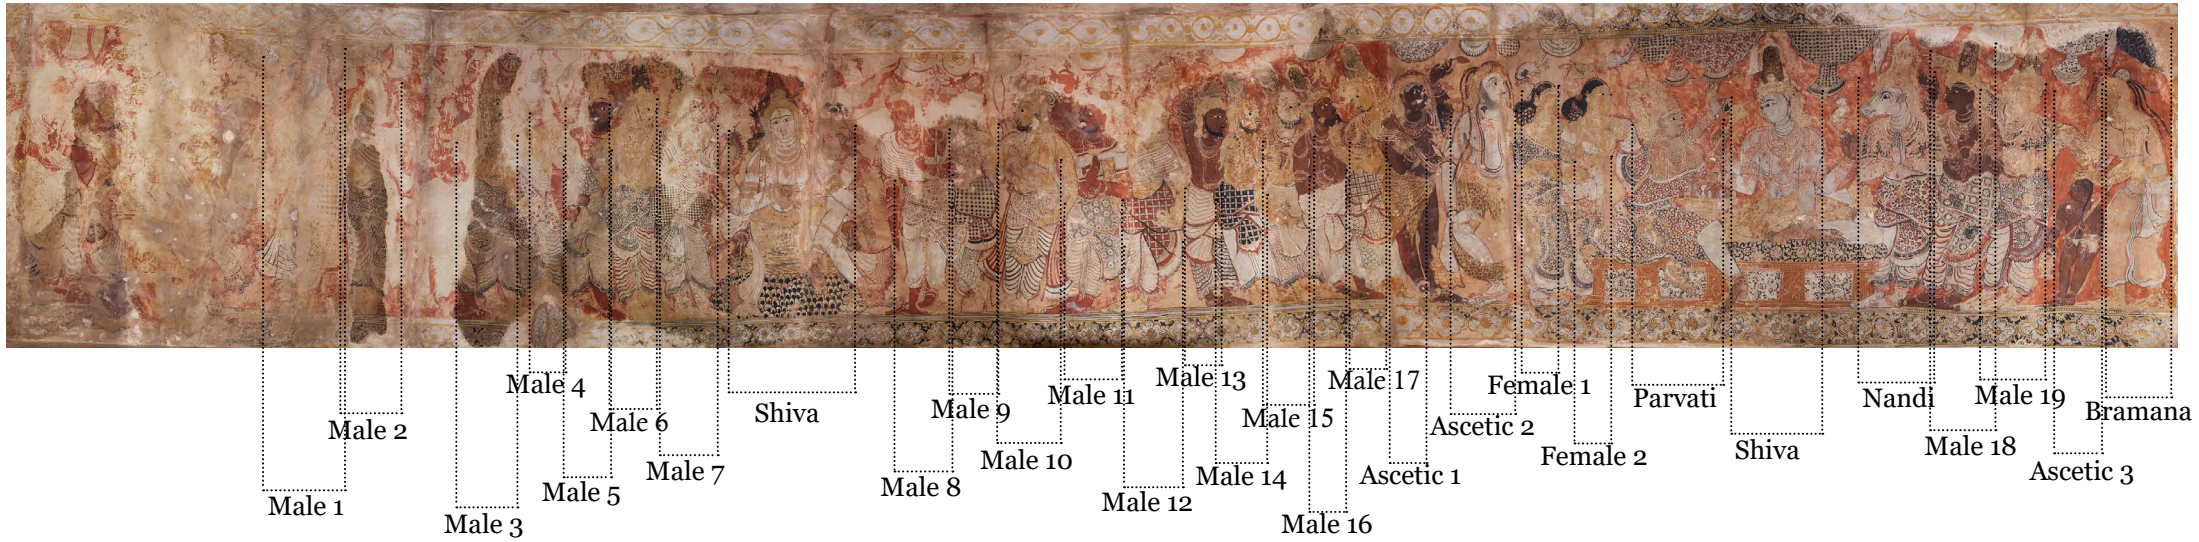 Male 1
Male 2
Male 3
Male 4
Male 5
Male 6
Male 7
Shiva
Male 8
Male 9
Male 10
Male 11
Male 12
Male 13
Male 14
Male 15
Male 16
Male 17
Ascetic 1
Ascetic 2
Female 1
Female 2
Parvati
Shiva
Nandi
Male 18
Male 19
Ascetic 3
Bramana